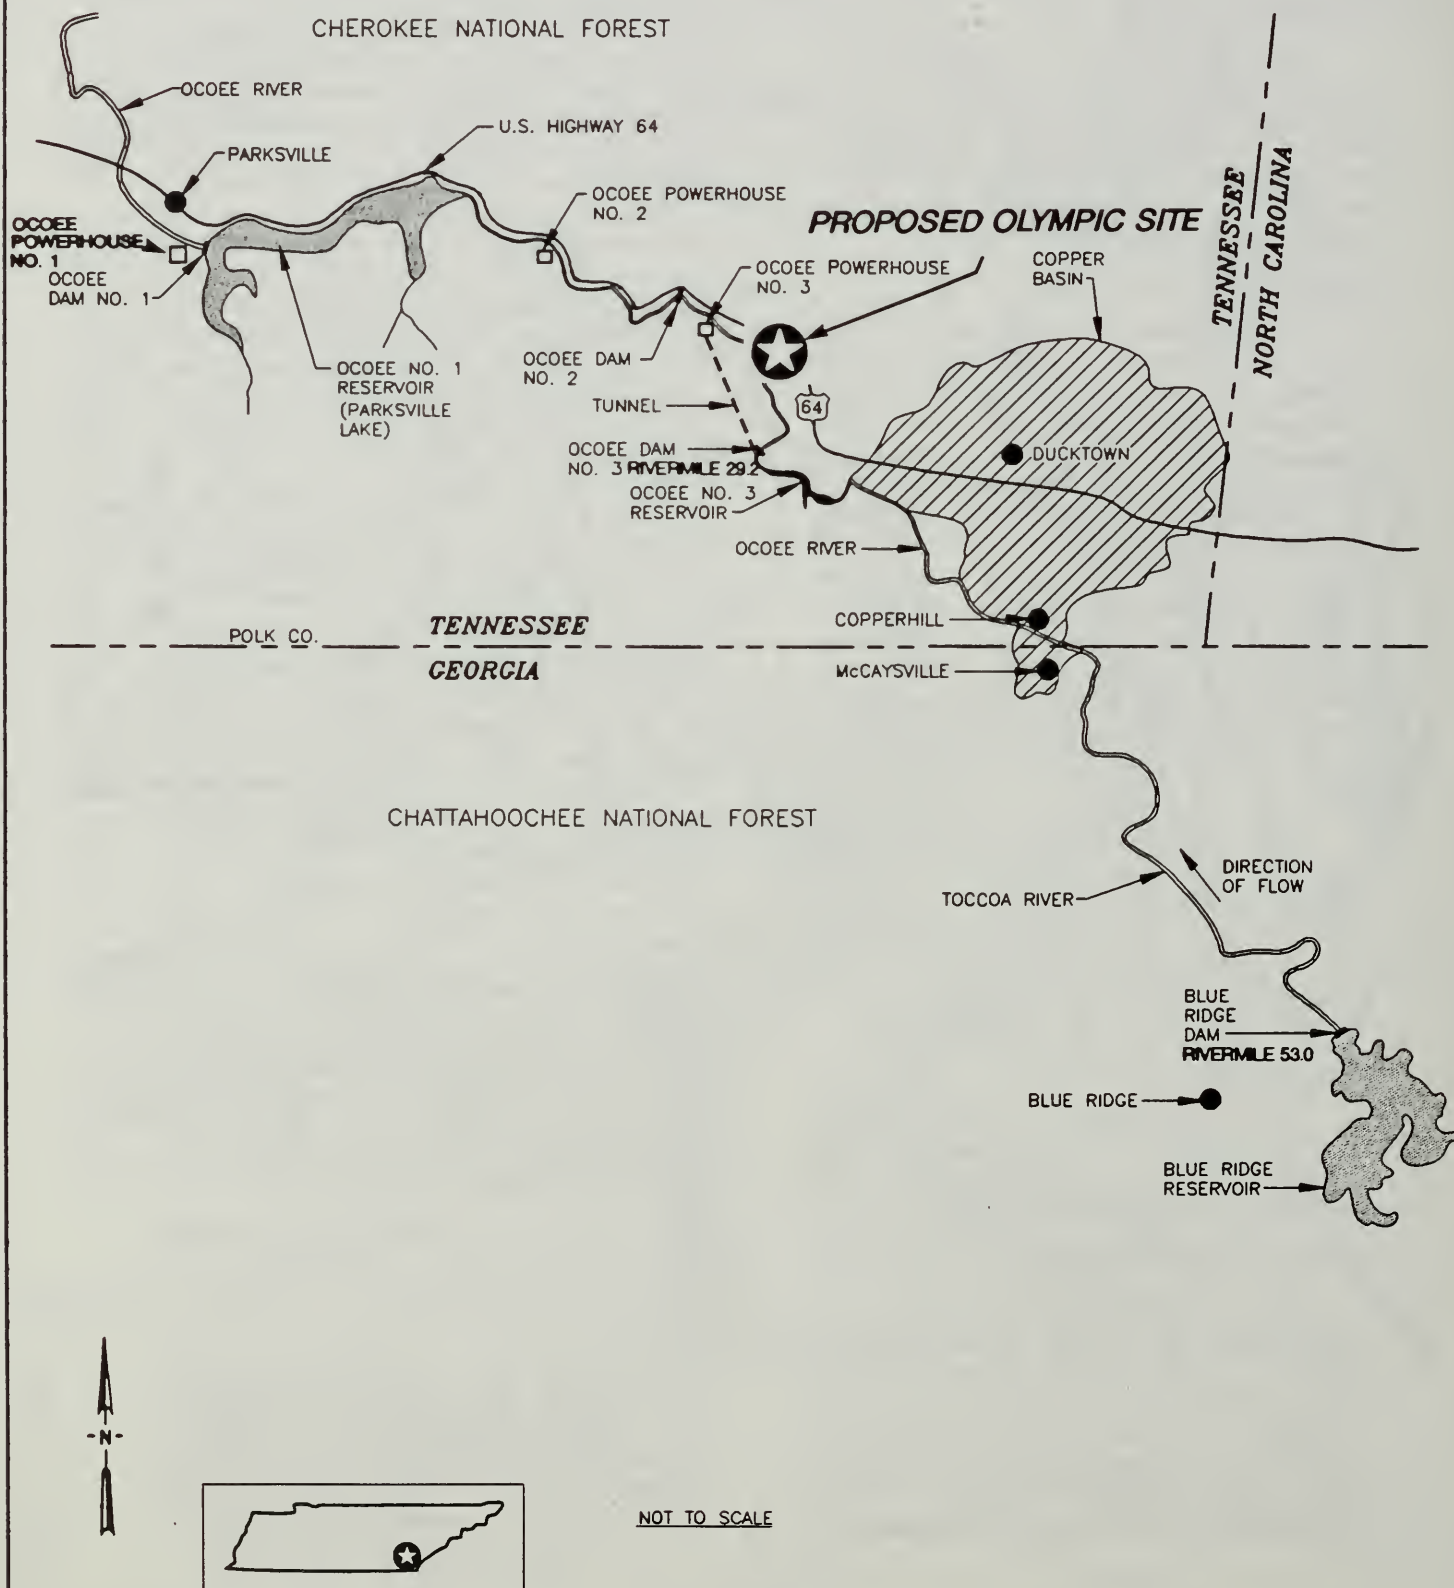 CHEROKEE NATIONAL FOREST
OCOEE RIVER
U.S. HIGHWAY 64
PARKSVILLE
OCOEE POWERHOUSE
NO. 2
PROPOSED OLYMPIC SITE
TENNESSEE
NORTH CAROLINA
OCOEE
POWERHOUSE
NO. 1
OCOEE
DAM NO. 1
OCOEE POWERHOUSE
NO. 3
COPPER
BASIN
OCOEE NO. 1
RESERVOIR
(PARKSVILLE
LAKE)
OCOEE DAM
NO. 2
TUNNEL
64
OCOEE DAM
NO. 3 RIVERMILE 29.2
DUCKTOWN
OCOEE NO. 3
RESERVOIR
OCOEE RIVER
COPPERHILL
POLK CO.
TENNESSEE
GEORGIA
McCAYSVILLE
CHATTAHOOCHEE NATIONAL FOREST
DIRECTION
OF FLOW
TOCCOA RIVER
BLUE
RIDGE
DAM
RIVERMILE 53.0
BLUE RIDGE
BLUE RIDGE
RESERVOIR
-N-
NOT TO SCALE